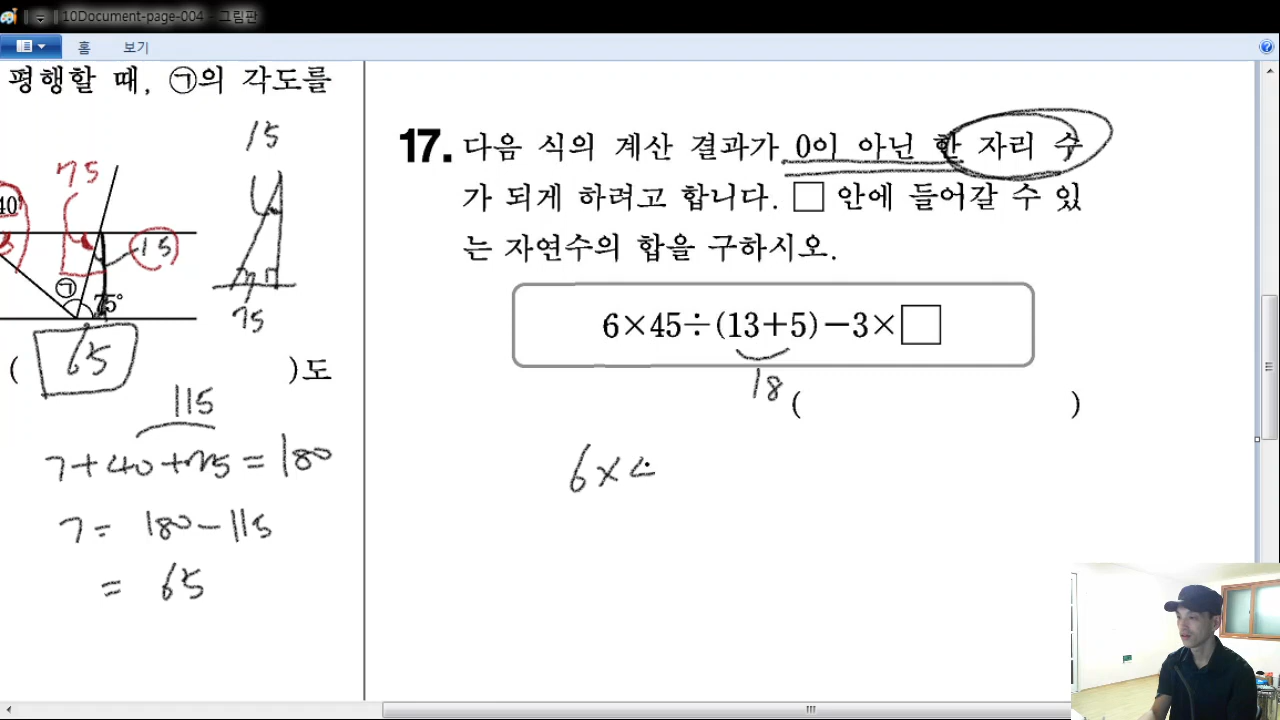 10Document-page-004 - 그림판
홈 보기
평행할 때, ㉠의 각도를
15
75
40
15
㉠
75°
75
( 65 )도
115
ㄱ+40+75=180
ㄱ= 180-115
= 65
17. 다음 식의 계산 결과가 0이 아닌 한 자리 수
가 되게 하려고 합니다. □ 안에 들어갈 수 있
는 자연수의 합을 구하시오.
6×45÷(13+5)-3×□
18
( )
6×4